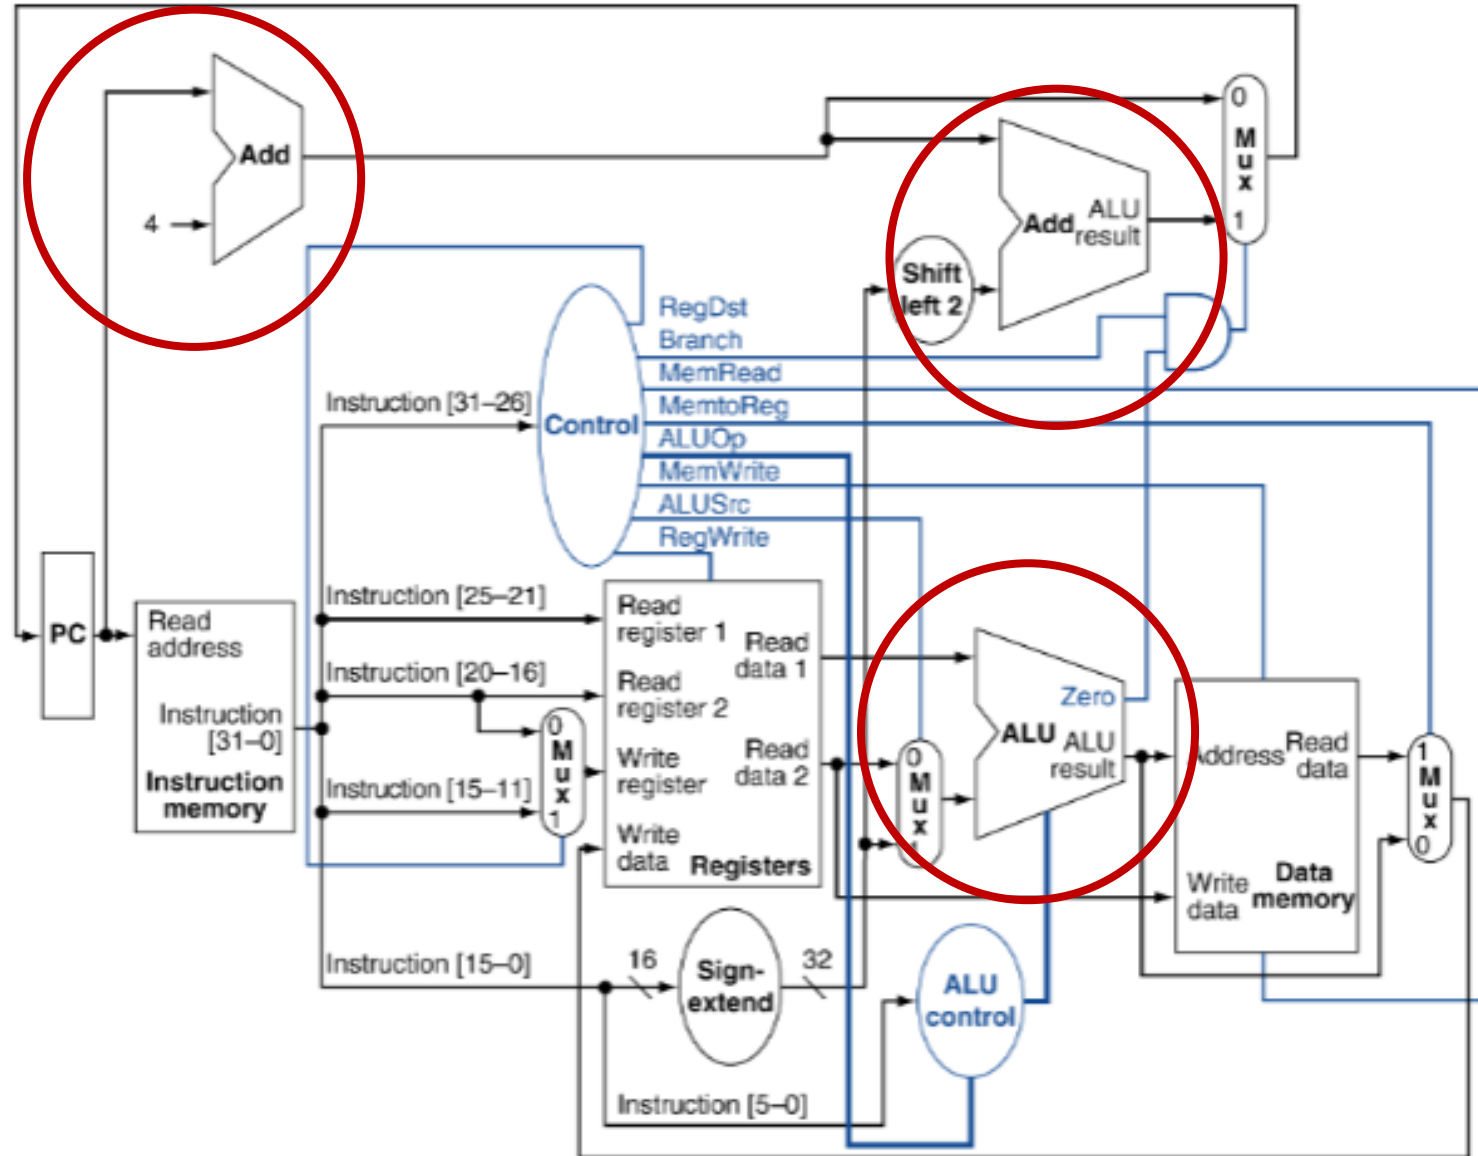 Add
4
0
M
u
x
1
Add
ALU
result
Shift
left 2
RegDst
Branch
MemRead
MemtoReg
ALUOp
MemWrite
ALUSrc
RegWrite
Control
Instruction [31–26]
Instruction [25–21]
Instruction [20–16]
Instruction [15–11]
Instruction [15–0]
Instruction [5–0]
PC
Read
address
Instruction
[31–0]
Instruction
memory
0
M
u
x
1
Read
register 1
Read
register 2
Write
register
Write
data
Read
data 1
Read
data 2
Registers
0
M
u
x
1
Zero
ALU
ALU
result
Address
Read
data
Write
data
Data
memory
1
M
u
x
0
16
Sign-
extend
32
ALU
control